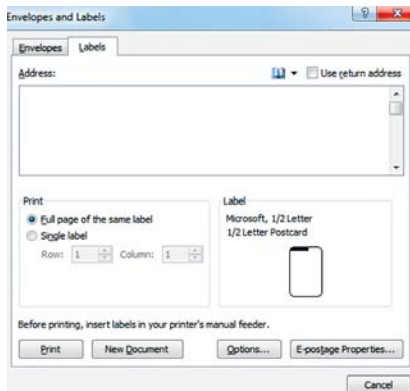 Envelopes and Labels
Envelopes Labels
Address: Use return address
Print
Full page of the same label
Single label
Row: 1 Column: 1
Label
Microsoft, 1/2 Letter
1/2 Letter Postcard
Before printing, insert labels in your printer's manual feeder.
Print New Document Options... E-postage Properties...
Cancel